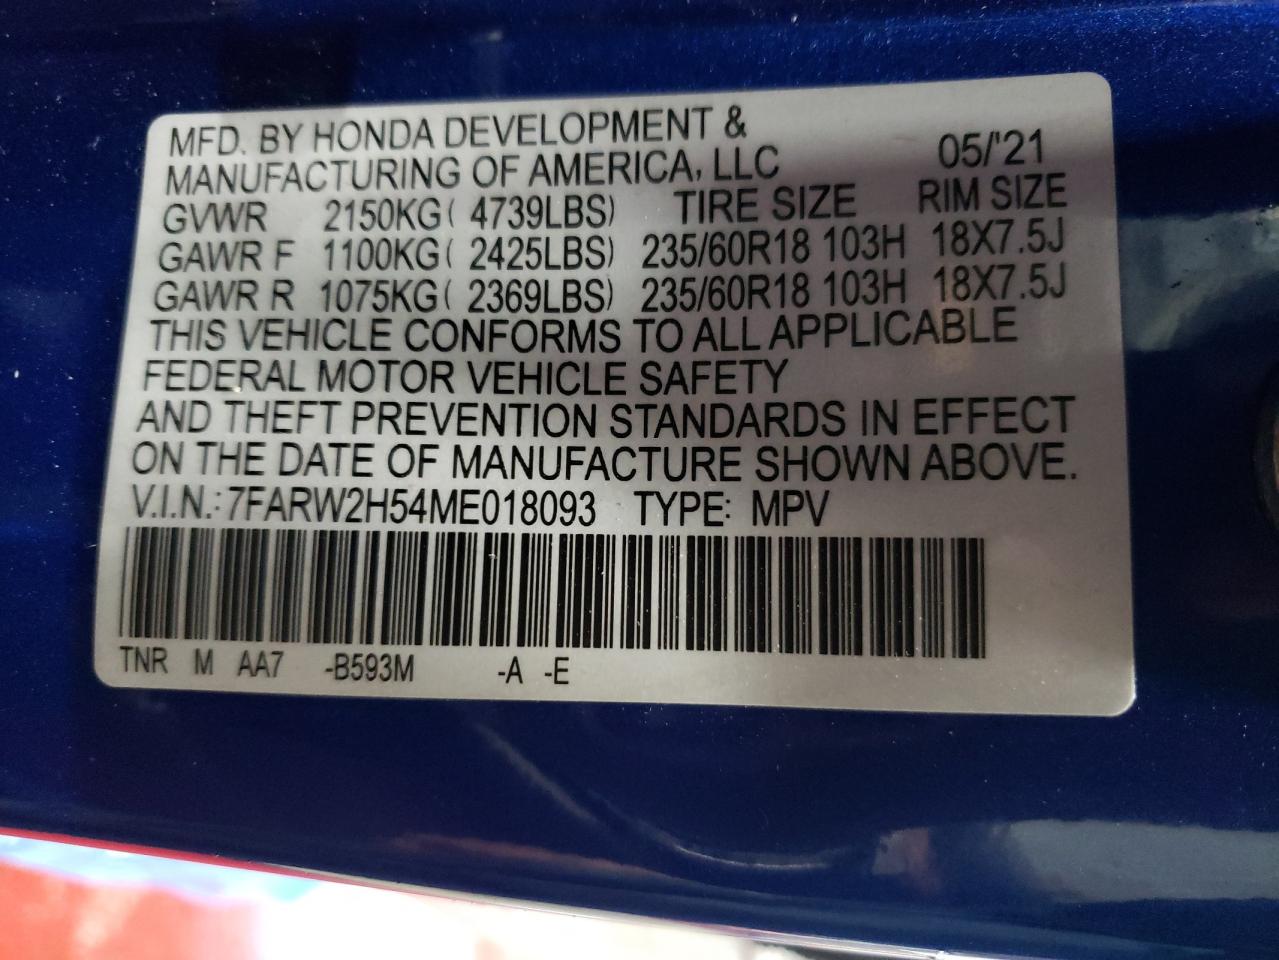 MFD. BY HONDA DEVELOPMENT &
MANUFACTURING OF AMERICA, LLC 05/'21
GVWR 2150KG( 4739LBS) TIRE SIZE RIM SIZE
GAWR F 1100KG( 2425LBS) 235/60R18 103H 18X7.5J
GAWR R 1075KG( 2369LBS) 235/60R18 103H 18X7.5J
THIS VEHICLE CONFORMS TO ALL APPLICABLE
FEDERAL MOTOR VEHICLE SAFETY
AND THEFT PREVENTION STANDARDS IN EFFECT
ON THE DATE OF MANUFACTURE SHOWN ABOVE.
V.I.N.: 7FARW2H54ME018093 TYPE: MPV
TNR M AA7 -B593M -A -E